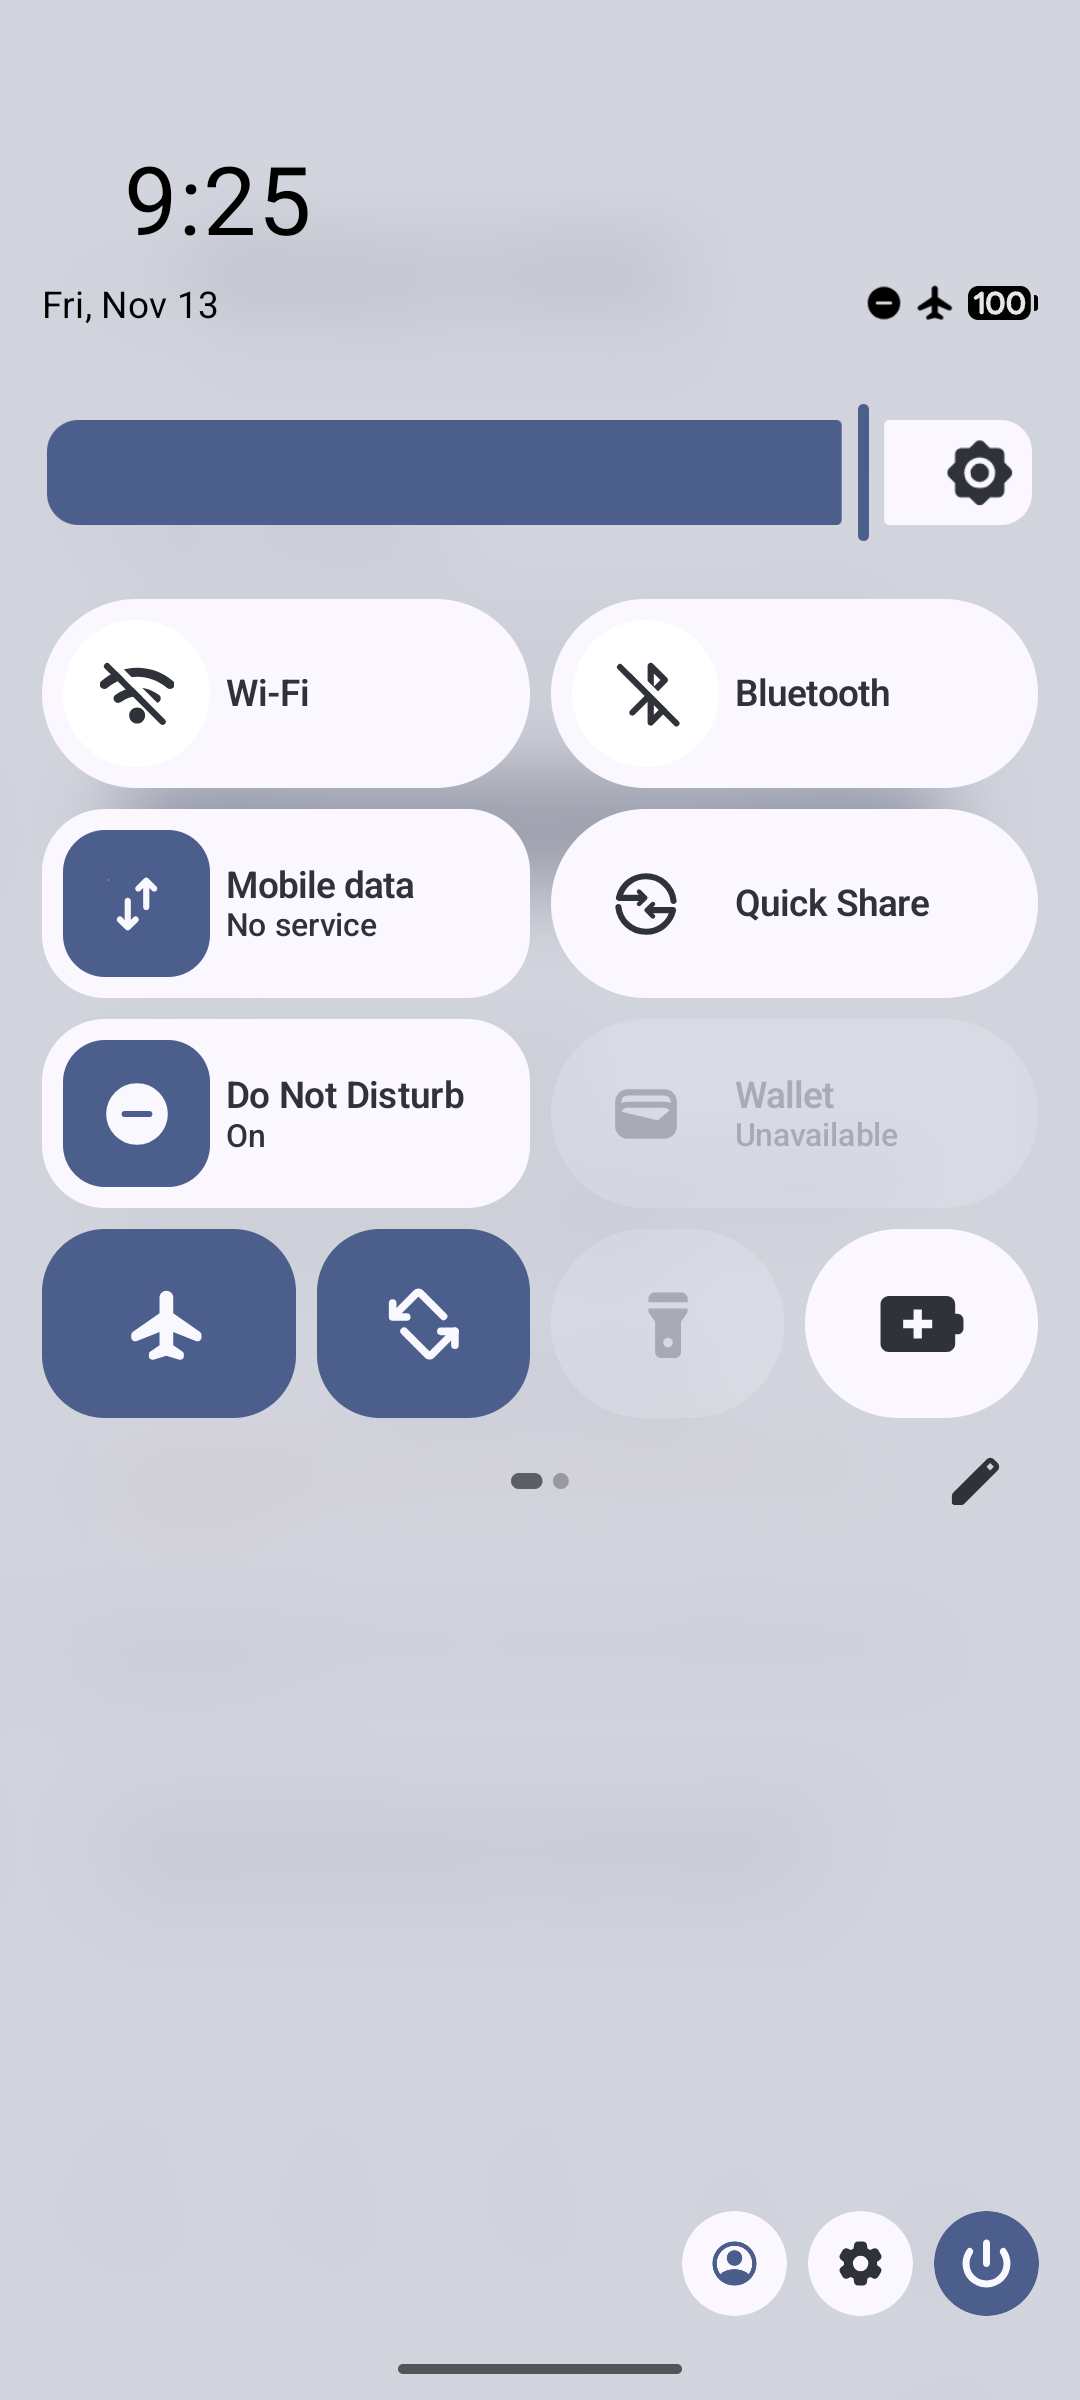 9:25
Fri, Nov 13
100
Wi-Fi
Bluetooth
Mobile data
No service
Quick Share
Do Not Disturb
On
Wallet
Unavailable